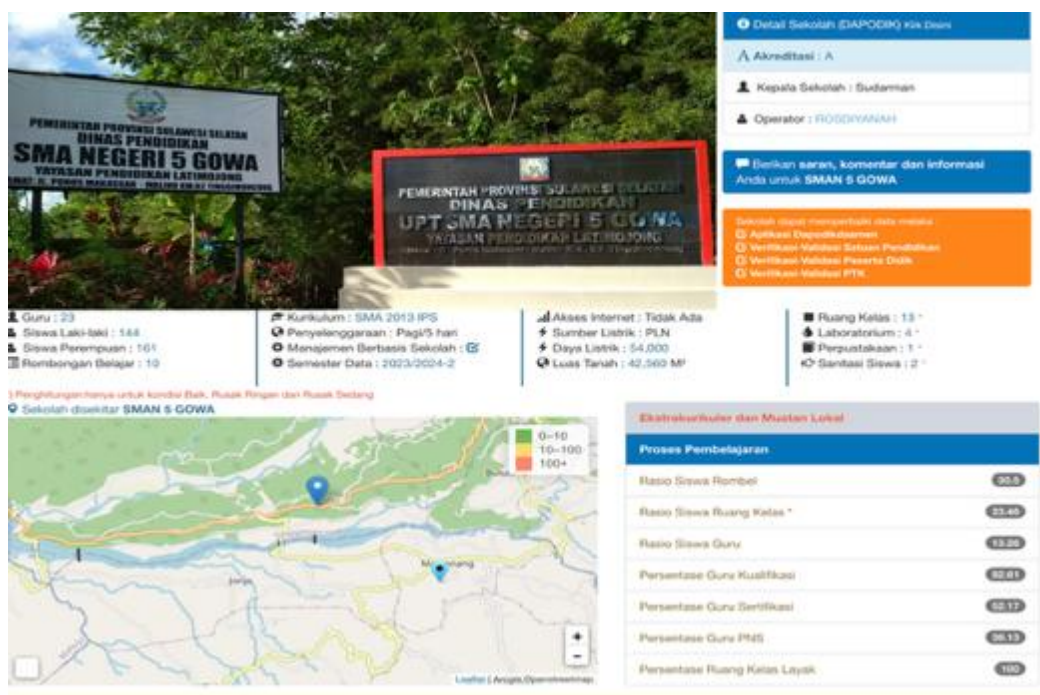 PEMERINTAH PROVINSI SULAWESI SELATAN
DINAS PENDIDIKAN
SMA NEGERI 5 GOWA
YAYASAN PENDIDIKAN LATIMOJONG
PEMERINTAH PROVINSI SULAWESI SELATAN
DINAS PENDIDIKAN
UPT SMA NEGERI 5 GOWA
YAYASAN PENDIDIKAN LATIMOJONG
Detail Sekolah (DAPODIK) Klik Disini
Akreditasi : A
Kepala Sekolah : Sudarman
Operator : ROSDIYANAH
Berikan saran, komentar dan informasi
Anda untuk SMAN 5 GOWA
Sekolah dapat memperbaiki data melalui :
Aplikasi Dapodikdasmen
Verifikasi-Validasi Satuan Pendidikan
Verifikasi-Validasi Peserta Didik
Verifikasi-Validasi PTK
Guru : 23
Siswa Laki-laki : 144
Siswa Perempuan : 161
Rombongan Belajar : 10
Kurikulum : SMA 2013 IPS
Penyelenggaraan : Pagi/5 hari
Manajemen Berbasis Sekolah :
Semester Data : 2023/2024-2
Akses Internet : Tidak Ada
Sumber Listrik : PLN
Daya Listrik : 54,000
Luas Tanah : 42,560 M²
Ruang Kelas : 13 *
Laboratorium : 4 *
Perpustakaan : 1 *
Sanitasi Siswa : 2 *
) Penghitungan hanya untuk kondisi Baik, Rusak Ringan dan Rusak Sedang
Sekolah disekitar SMAN 5 GOWA
0–10
10–100
100+
+
−
Leaflet | Arcgis,Openstreetmap
Ekstrakurikuler dan Muatan Lokal
Proses Pembelajaran
Rasio Siswa Rombel 30.5
Rasio Siswa Ruang Kelas * 23.46
Rasio Siswa Guru 13.26
Persentase Guru Kualifikasi 82.61
Persentase Guru Sertifikasi 52.17
Persentase Guru PNS
Persentase Ruang Kelas Layak 100